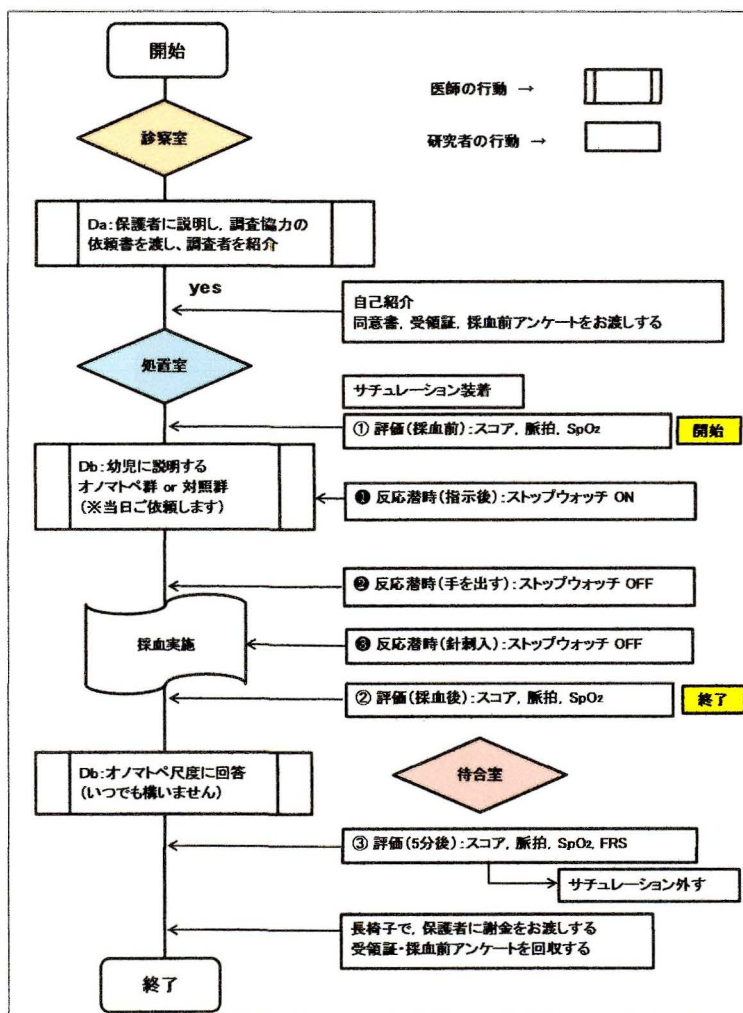 開始
医師の行動 →
診察室
研究者の行動 →
Da:保護者に説明し，調査協力の
依頼書を渡し、調査者を紹介
yes
自己紹介
同意書，受領証，採血前アンケートをお渡しする
処置室
サチュレーション装着
① 評価(採血前):スコア，脈拍，SpO₂
開始
Db:幼児に説明する
オノマトペ群 or 対照群
(※当日ご依頼します)
❶ 反応潜時(指示後):ストップウォッチ ON
❷ 反応潜時(手を出す):ストップウォッチ OFF
採血実施
❸ 反応潜時(針刺入):ストップウォッチ OFF
② 評価(採血後):スコア，脈拍，SpO₂
終了
Db:オノマトペ尺度に回答
(いつでも構いません)
待合室
③ 評価(5分後):スコア，脈拍，SpO₂, FRS
サチュレーション外す
長椅子で，保護者に謝金をお渡しする
受領証・採血前アンケートを回収する
終了